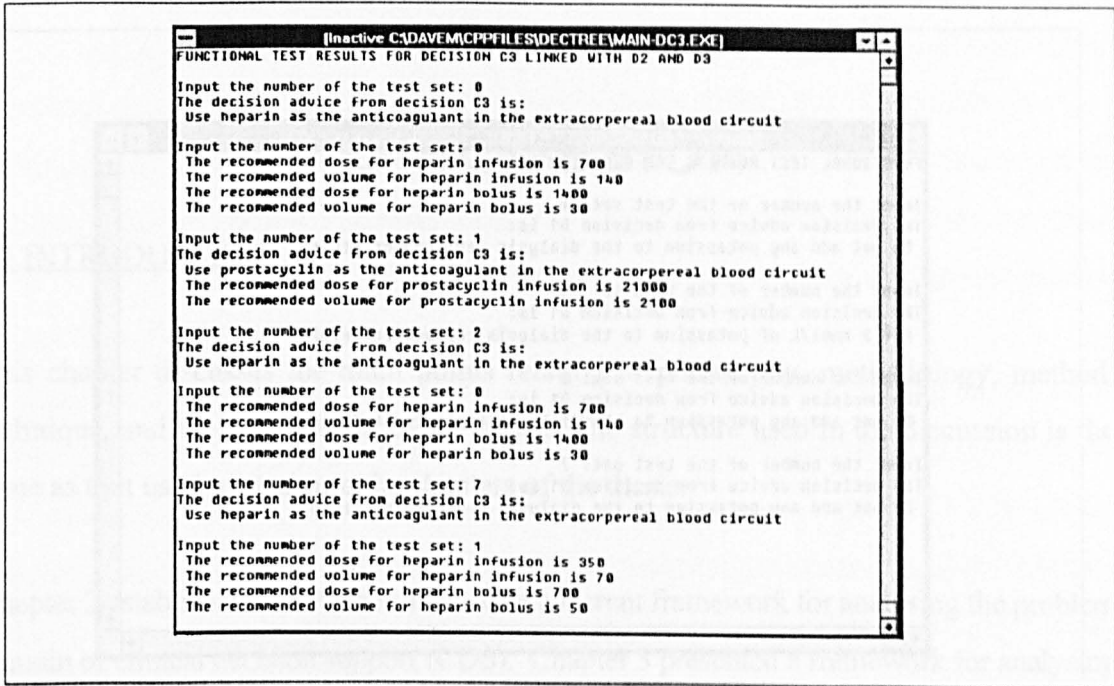 [Inactive C:\DAVEM\CPPFILES\DECTREE\MAIN-DC3.EXE]
FUNCTIONAL TEST RESULTS FOR DECISION C3 LINKED WITH D2 AND D3
Input the number of the test set: 0
The decision advice from decision C3 is:
Use heparin as the anticoagulant in the extracorpereal blood circuit
Input the number of the test set: 0
The recommended dose for heparin infusion is 700
The recommended volume for heparin infusion is 140
The recommended dose for heparin bolus is 1400
The recommended volume for heparin bolus is 30
Input the number of the test set: 1
The decision advice from decision C3 is:
Use prostacyclin as the anticoagulant in the extracorpereal blood circuit
The recommended dose for prostacyclin infusion is 21000
The recommended volume for prostacyclin infusion is 2100
Input the number of the test set: 2
The decision advice from decision C3 is:
Use heparin as the anticoagulant in the extracorpereal blood circuit
Input the number of the test set: 0
The recommended dose for heparin infusion is 700
The recommended volume for heparin infusion is 140
The recommended dose for heparin bolus is 1400
The recommended volume for heparin bolus is 30
Input the number of the test set: 7
The decision advice from decision C3 is:
Use heparin as the anticoagulant in the extracorpereal blood circuit
Input the number of the test set: 1
The recommended dose for heparin infusion is 350
The recommended volume for heparin infusion is 70
The recommended dose for heparin bolus is 700
The recommended volume for heparin bolus is 50